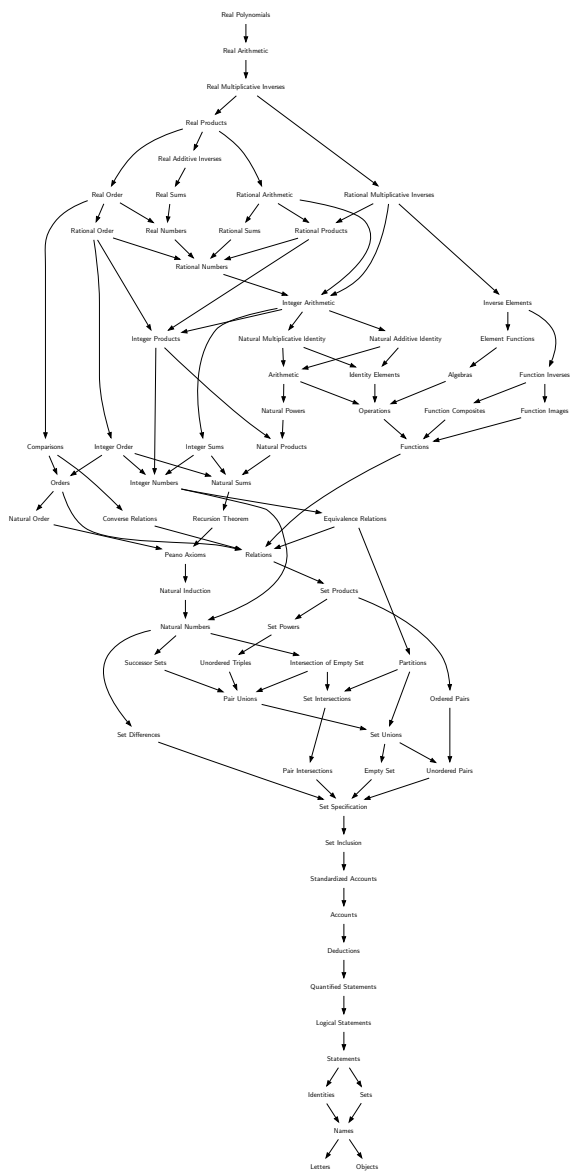 Real Polynomials
Real Arithmetic
Real Multiplicative Inverses
Real Products
Real Additive Inverses
Real Order
Real Sums
Rational Arithmetic
Rational Multiplicative Inverses
Rational Order
Real Numbers
Rational Sums
Rational Products
Rational Numbers
Integer Arithmetic
Inverse Elements
Integer Products
Natural Multiplicative Identity
Natural Additive Identity
Element Functions
Arithmetic
Identity Elements
Algebras
Function Inverses
Natural Powers
Operations
Function Composites
Function Images
Comparisons
Integer Order
Integer Sums
Natural Products
Functions
Orders
Integer Numbers
Natural Sums
Natural Order
Converse Relations
Recursion Theorem
Equivalence Relations
Peano Axioms
Relations
Natural Induction
Set Products
Natural Numbers
Set Powers
Successor Sets
Unordered Triples
Intersection of Empty Set
Partitions
Pair Unions
Set Intersections
Ordered Pairs
Set Differences
Set Unions
Pair Intersections
Empty Set
Unordered Pairs
Set Specification
Set Inclusion
Standardized Accounts
Accounts
Deductions
Quantified Statements
Logical Statements
Statements
Identities
Sets
Names
Letters
Objects